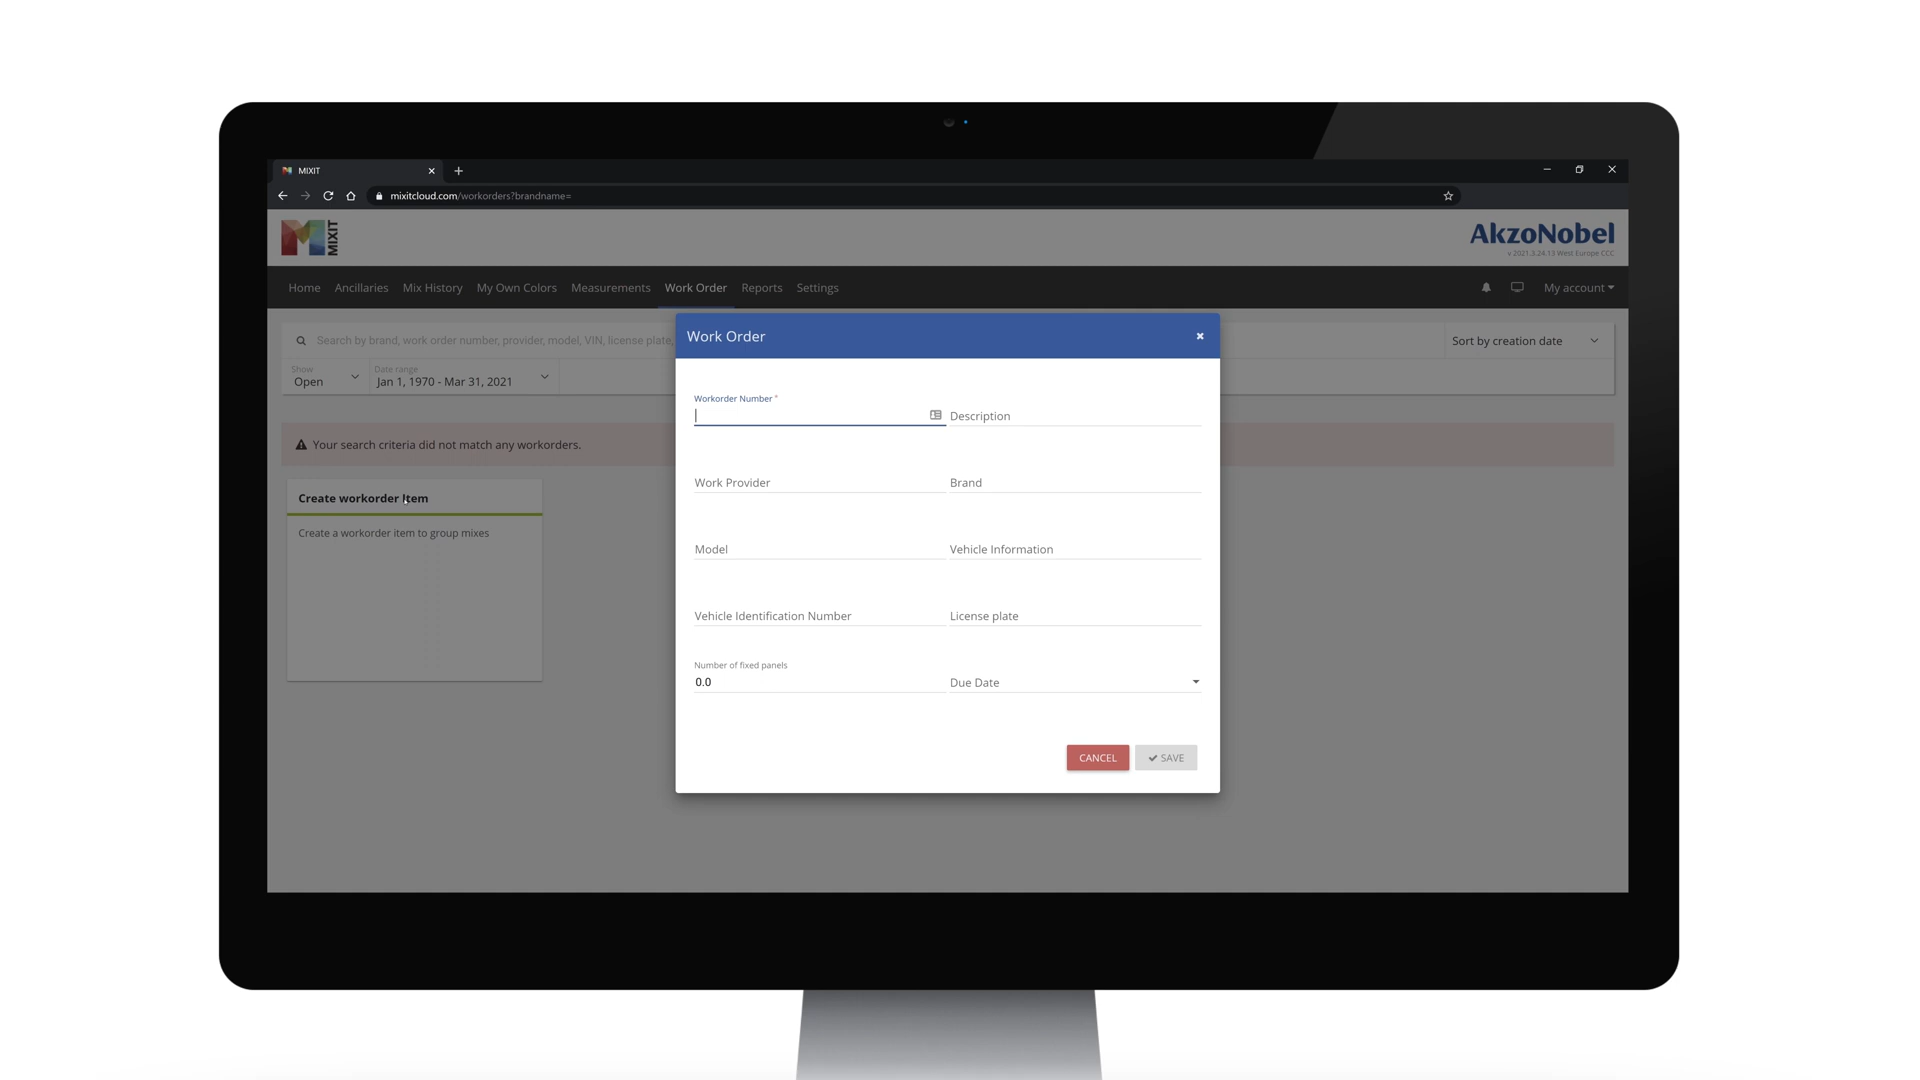 MIXIT
mixitcloud.com/workorders?brandname=
MIXIT
AkzoNobel
v 2021.3.24.13 West Europe CCC
Home Ancillaries Mix History My Own Colors Measurements Work Order Reports Settings My account
Search by brand, work order number, provider, model, VIN, license plate,
Sort by creation date
Show
Open
Date range
Jan 1, 1970 - Mar 31, 2021
Your search criteria did not match any workorders.
Create workorder item
Create a workorder item to group mixes
Work Order
Workorder Number *
Description
Work Provider
Brand
Model
Vehicle Information
Vehicle Identification Number
License plate
Number of fixed panels
0.0
Due Date
CANCEL
SAVE